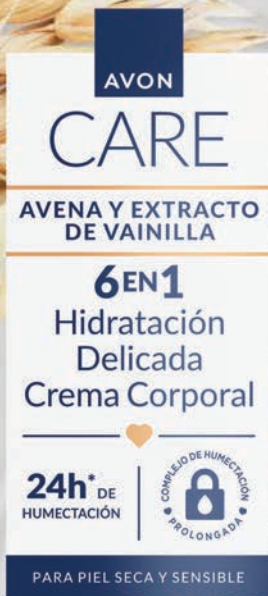 AVON
CARE
AVENA Y EXTRACTO
DE VAINILLA
6EN1
Hidratación
Delicada
Crema Corporal
24h* DE
HUMECTACIÓN
COMPLEJO DE HUMECTACIÓN
PROLONGADA
PARA PIEL SECA Y SENSIBLE